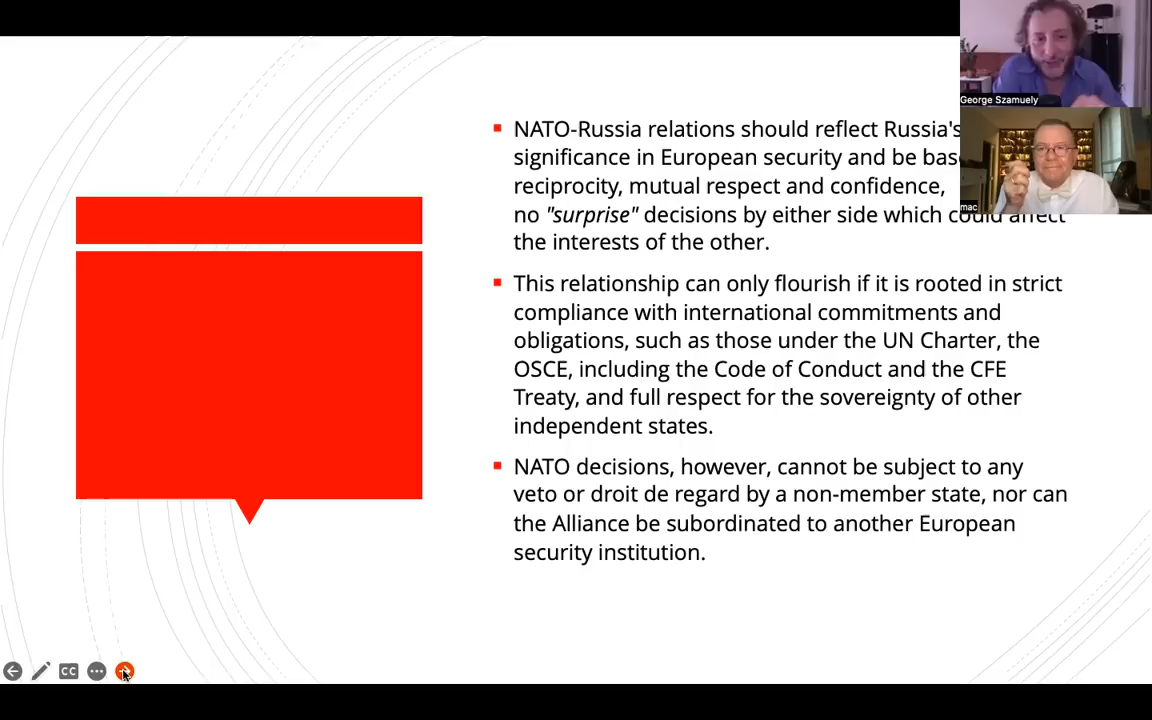 George Szamuely
mac
NATO-Russia relations should reflect Russia's
significance in European security and be
reciprocity, mutual respect and confidence,
no "surprise" decisions by either side which could affect
the interests of the other.
This relationship can only flourish if it is rooted in strict
compliance with international commitments and
obligations, such as those under the UN Charter, the
OSCE, including the Code of Conduct and the CFE
Treaty, and full respect for the sovereignty of other
independent states.
NATO decisions, however, cannot be subject to any
veto or droit de regard by a non-member state, nor can
the Alliance be subordinated to another European
security institution.
CC